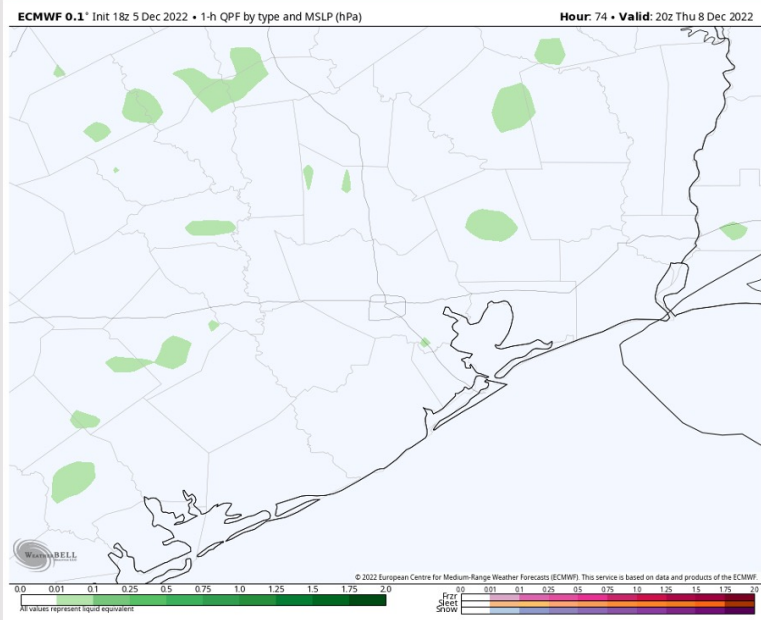 ECMWF 0.1° Init 18z 5 Dec 2022 • 1-h QPF by type and MSLP (hPa)
Hour: 74 • Valid: 20z Thu 8 Dec 2022
WEATHERBELL
© 2022 European Centre for Medium-Range Weather Forecasts (ECMWF). This service is based on data and products of the ECMWF.
0.0 0.01 0.1 0.25 0.5 0.75 1.0 1.25 1.5 1.75 2.0
All values represent liquid equivalent
0.0 0.01 0.1 0.25 0.5 0.75 1.0 1.25 1.5 1.75 2.0
Frzr
Sleet
Snow